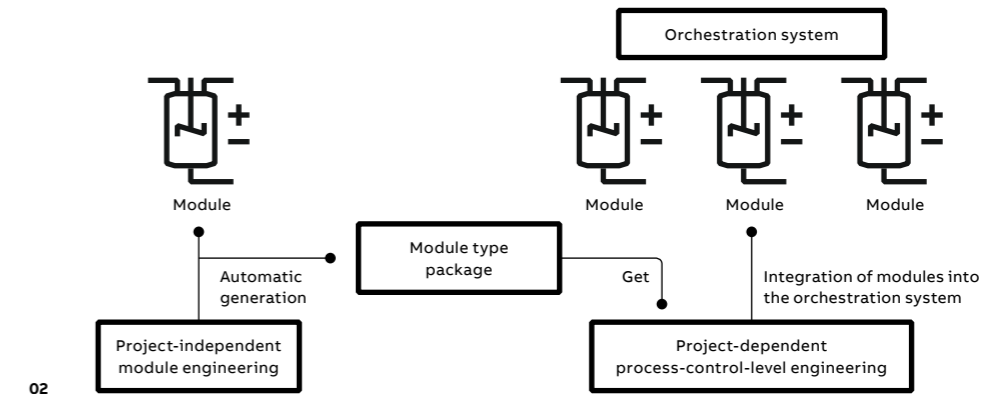 Orchestration system
+
−
+
−
+
−
+
−
Module
Module
Module
Module
Module type
package
Automatic
generation
Get
Integration of modules into
the orchestration system
Project-independent
module engineering
Project-dependent
process-control-level engineering
02